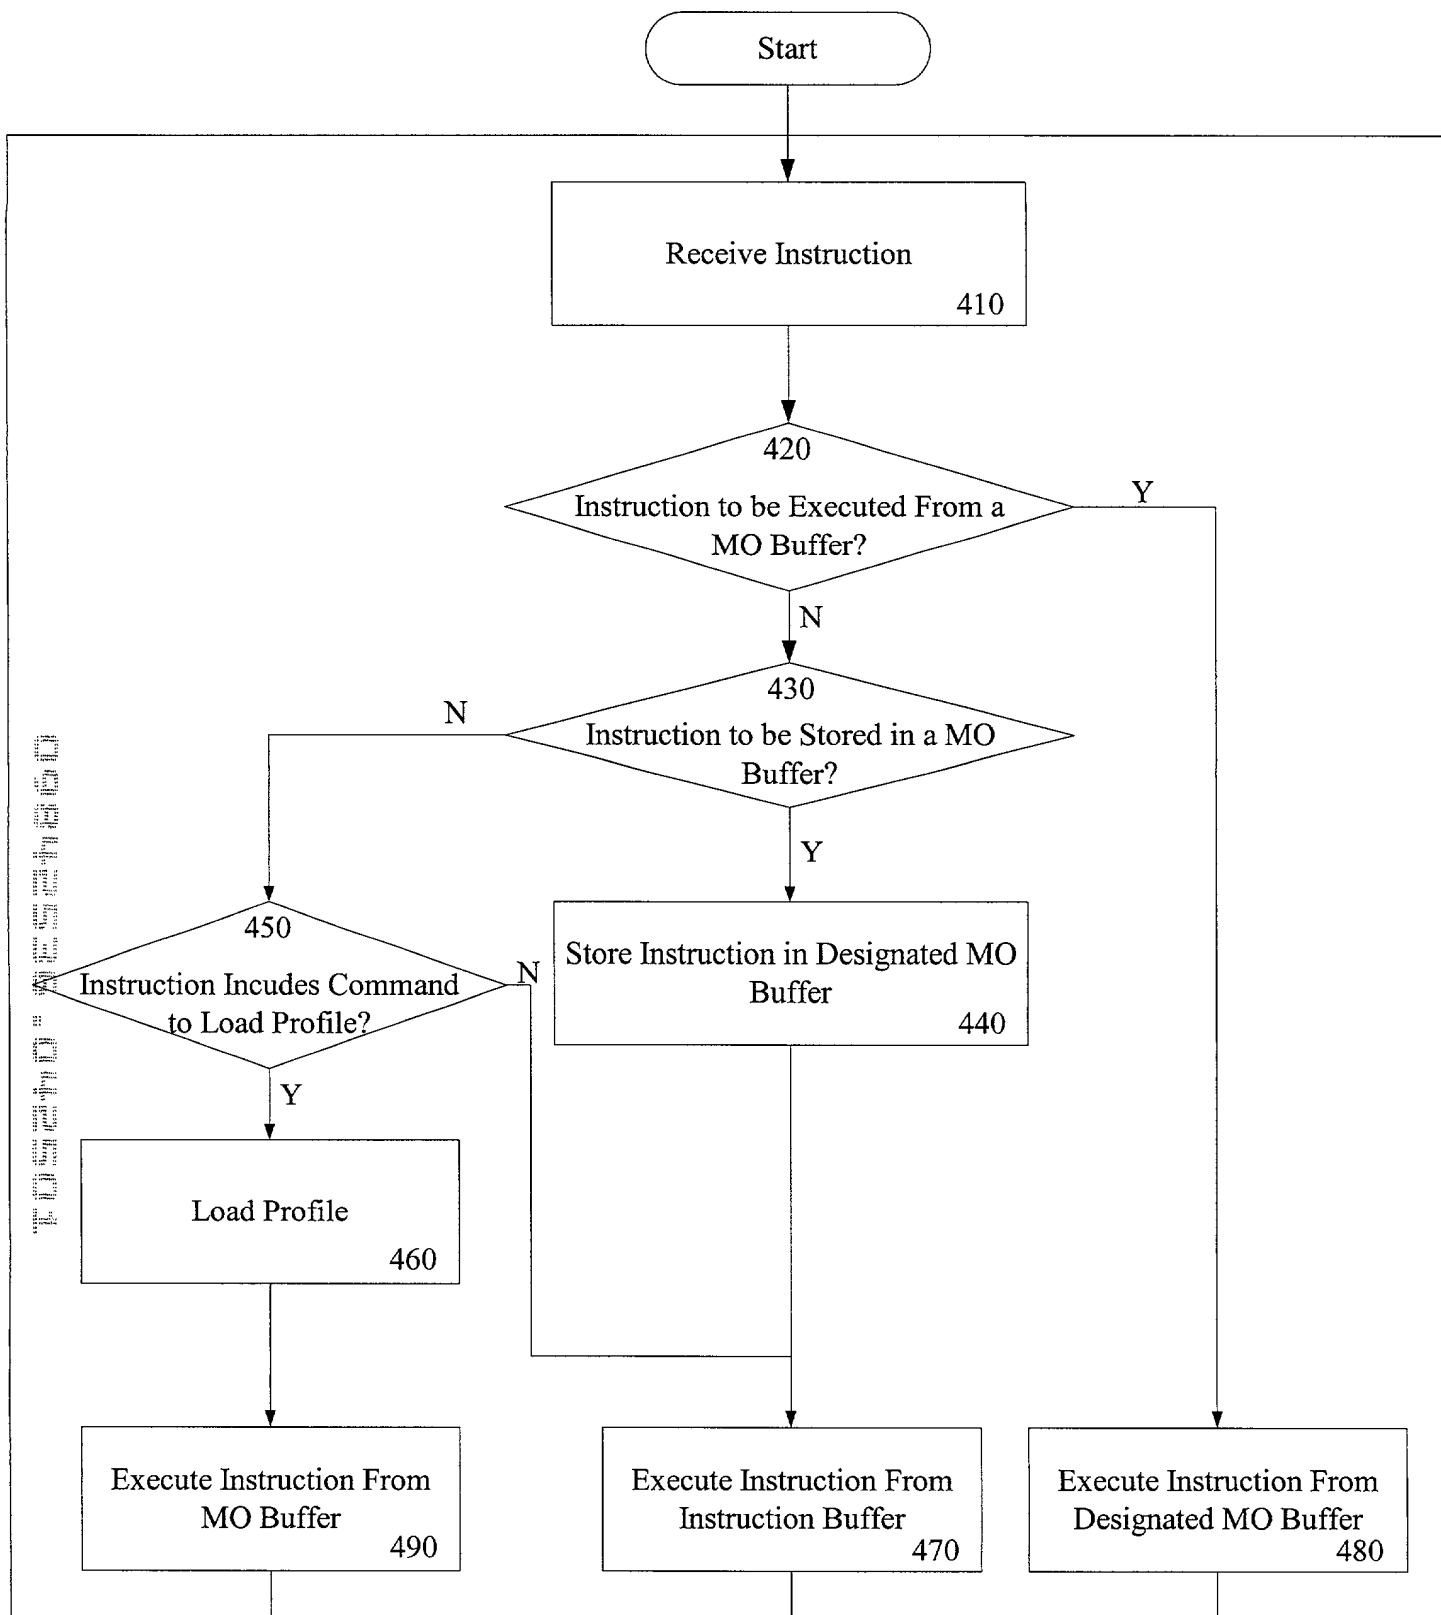 Start
Receive Instruction
410
420
Instruction to be Executed From a
MO Buffer?
Y
N
430
Instruction to be Stored in a MO
Buffer?
N
Y
450
Instruction Incudes Command
to Load Profile?
N
Y
Store Instruction in Designated MO
Buffer
440
Load Profile
460
Execute Instruction From
MO Buffer
490
Execute Instruction From
Instruction Buffer
470
Execute Instruction From
Designated MO Buffer
480